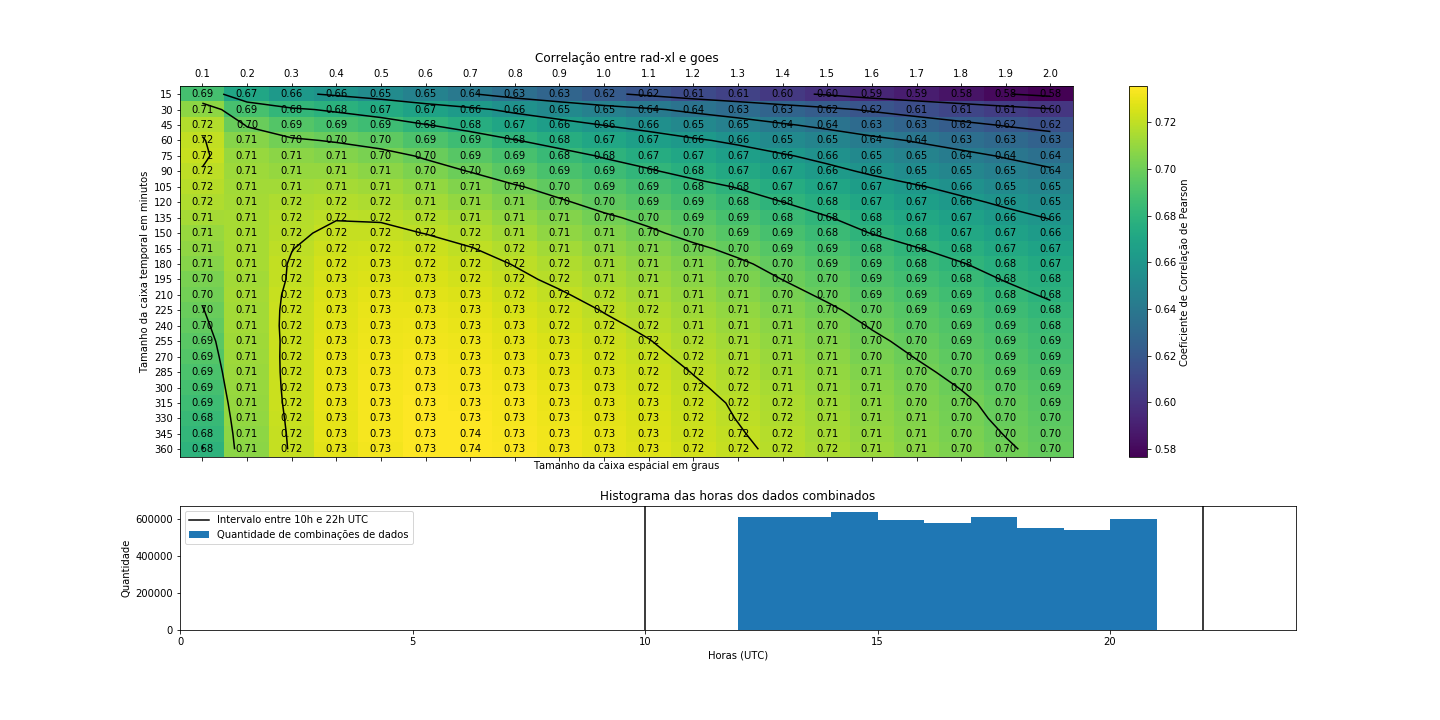 Correlação entre rad-xl e goes
0.1 0.2 0.3 0.4 0.5 0.6 0.7 0.8 0.9 1.0 1.1 1.2 1.3 1.4 1.5 1.6 1.7 1.8 1.9 2.0
15 0.69 0.67 0.66 0.66 0.65 0.65 0.64 0.63 0.63 0.62 0.62 0.61 0.61 0.60 0.60 0.59 0.59 0.58 0.58 0.58
30 0.71 0.69 0.68 0.68 0.67 0.67 0.66 0.66 0.65 0.65 0.64 0.64 0.63 0.63 0.62 0.62 0.61 0.61 0.61 0.60
45 0.72 0.70 0.69 0.69 0.69 0.68 0.68 0.67 0.66 0.66 0.66 0.65 0.65 0.64 0.64 0.63 0.63 0.62 0.62 0.62
60 0.72 0.71 0.70 0.70 0.70 0.69 0.69 0.68 0.68 0.67 0.67 0.66 0.66 0.65 0.65 0.64 0.64 0.63 0.63 0.63
75 0.72 0.71 0.71 0.71 0.70 0.70 0.69 0.69 0.68 0.68 0.67 0.67 0.67 0.66 0.66 0.65 0.65 0.64 0.64 0.64
90 0.72 0.71 0.71 0.71 0.71 0.70 0.70 0.69 0.69 0.69 0.68 0.68 0.67 0.67 0.66 0.66 0.65 0.65 0.65 0.64
105 0.72 0.71 0.71 0.71 0.71 0.71 0.71 0.70 0.70 0.69 0.69 0.68 0.68 0.67 0.67 0.67 0.66 0.66 0.65 0.65
120 0.72 0.71 0.72 0.72 0.72 0.71 0.71 0.71 0.70 0.70 0.69 0.69 0.68 0.68 0.68 0.67 0.67 0.66 0.66 0.65
135 0.71 0.71 0.72 0.72 0.72 0.72 0.71 0.71 0.71 0.70 0.70 0.69 0.69 0.68 0.68 0.68 0.67 0.67 0.66 0.66
150 0.71 0.71 0.72 0.72 0.72 0.72 0.72 0.71 0.71 0.71 0.70 0.70 0.69 0.69 0.68 0.68 0.68 0.67 0.67 0.66
165 0.71 0.71 0.72 0.72 0.72 0.72 0.72 0.72 0.71 0.71 0.71 0.70 0.70 0.69 0.69 0.68 0.68 0.68 0.67 0.67
180 0.71 0.71 0.72 0.73 0.73 0.72 0.72 0.72 0.72 0.71 0.71 0.71 0.70 0.70 0.69 0.69 0.68 0.68 0.68 0.67
195 0.70 0.71 0.72 0.73 0.73 0.73 0.72 0.72 0.72 0.72 0.71 0.71 0.71 0.70 0.70 0.69 0.69 0.68 0.68 0.68
210 0.70 0.71 0.72 0.73 0.73 0.73 0.73 0.72 0.72 0.72 0.71 0.71 0.71 0.70 0.70 0.69 0.69 0.69 0.68 0.68
225 0.70 0.71 0.72 0.73 0.73 0.73 0.73 0.73 0.72 0.72 0.72 0.71 0.71 0.71 0.70 0.70 0.69 0.69 0.69 0.68
240 0.70 0.71 0.72 0.73 0.73 0.73 0.73 0.73 0.72 0.72 0.72 0.71 0.71 0.71 0.70 0.70 0.70 0.69 0.69 0.68
255 0.69 0.71 0.72 0.73 0.73 0.73 0.73 0.73 0.73 0.72 0.72 0.72 0.71 0.71 0.71 0.70 0.70 0.69 0.69 0.69
270 0.69 0.71 0.72 0.73 0.73 0.73 0.73 0.73 0.73 0.72 0.72 0.72 0.71 0.71 0.71 0.70 0.70 0.70 0.69 0.69
285 0.69 0.71 0.72 0.73 0.73 0.73 0.73 0.73 0.73 0.73 0.72 0.72 0.72 0.71 0.71 0.71 0.70 0.70 0.69 0.69
300 0.69 0.71 0.72 0.73 0.73 0.73 0.73 0.73 0.73 0.73 0.72 0.72 0.72 0.71 0.71 0.71 0.70 0.70 0.70 0.69
315 0.69 0.71 0.72 0.73 0.73 0.73 0.73 0.73 0.73 0.73 0.73 0.72 0.72 0.71 0.71 0.71 0.70 0.70 0.70 0.69
330 0.68 0.71 0.72 0.73 0.73 0.73 0.73 0.73 0.73 0.73 0.73 0.72 0.72 0.72 0.71 0.71 0.71 0.70 0.70 0.70
345 0.68 0.71 0.72 0.73 0.73 0.73 0.74 0.73 0.73 0.73 0.73 0.72 0.72 0.72 0.71 0.71 0.71 0.70 0.70 0.70
360 0.68 0.71 0.72 0.73 0.73 0.73 0.74 0.73 0.73 0.73 0.73 0.72 0.72 0.72 0.72 0.71 0.71 0.70 0.70 0.70
Tamanho da caixa temporal em minutos
Tamanho da caixa espacial em graus
0.72
0.70
0.68
0.66
0.64
0.62
0.60
0.58
Coeficiente de Correlação de Pearson
Histograma das horas dos dados combinados
Intervalo entre 10h e 22h UTC
Quantidade de combinações de dados
600000
400000
200000
0
Quantidade
0 5 10 15 20
Horas (UTC)